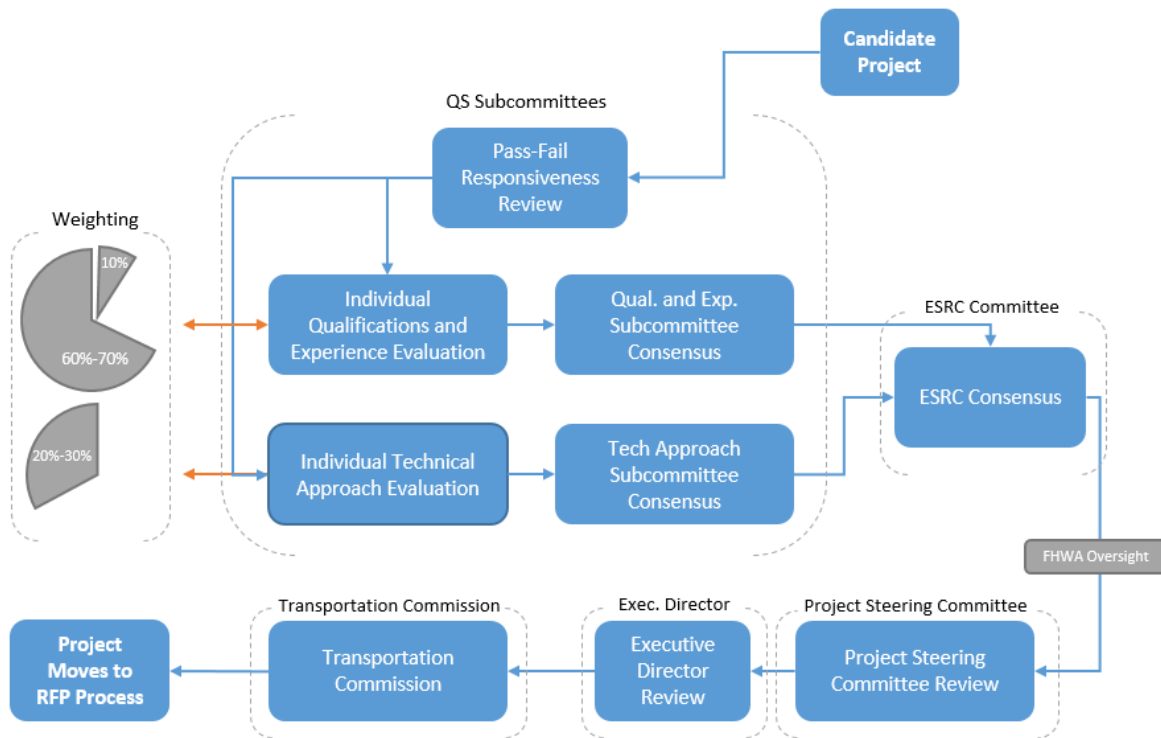 Candidate
Project
QS Subcommittees
Pass-Fail
Responsiveness
Review
Weighting
10%
60%-70%
20%-30%
Individual
Qualifications and
Experience Evaluation
Qual. and Exp.
Subcommittee
Consensus
ESRC Committee
ESRC Consensus
Individual Technical
Approach Evaluation
Tech Approach
Subcommittee
Consensus
FHWA Oversight
Transportation Commission
Exec. Director
Project Steering Committee
Project
Moves to
RFP Process
Transportation
Commission
Executive
Director
Review
Project Steering
Committee Review